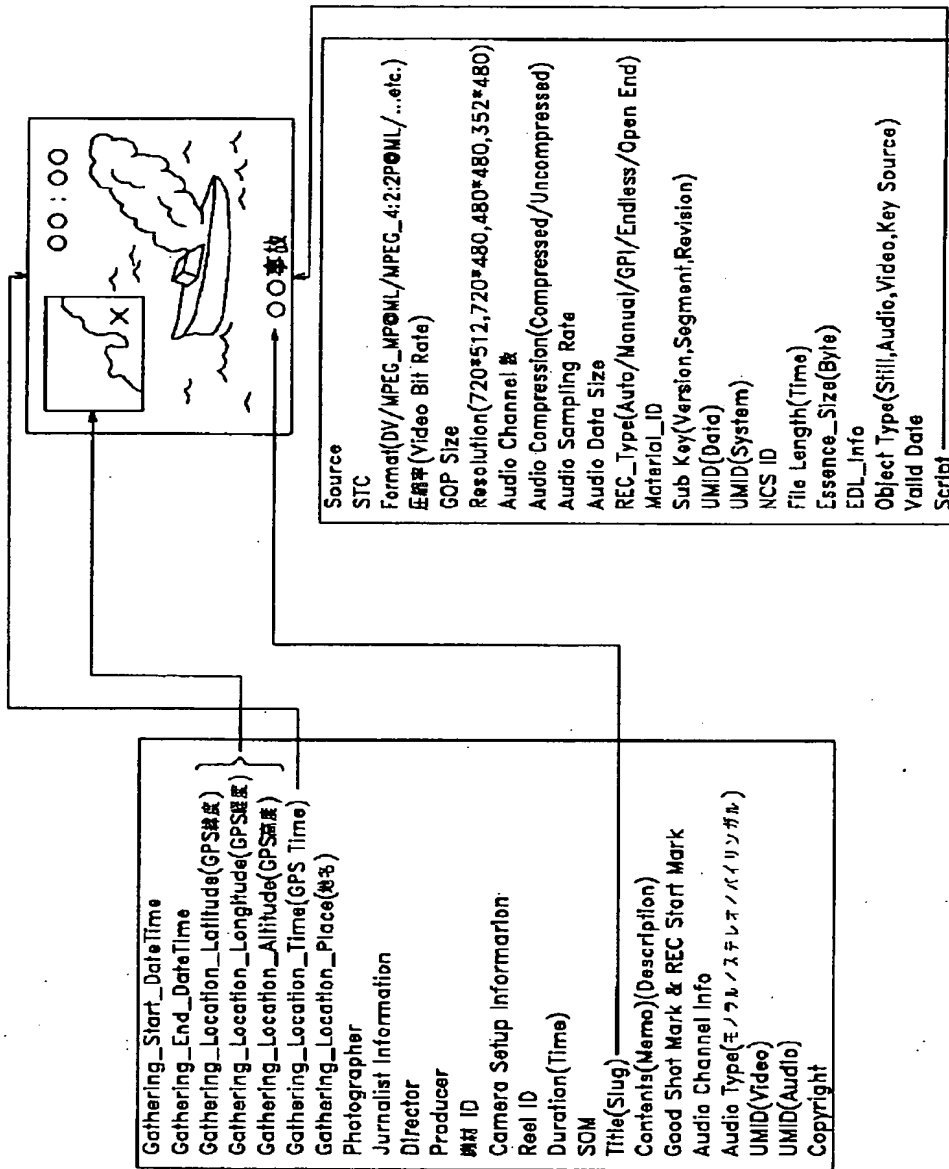 Gathering_Start_DateTime
Gathering_End_DateTime
Gathering_Location_Latitude(GPS緯度)
Gathering_Location_Longitude(GPS経度)
Gathering_Location_Altitude(GPS高度)
Gathering_Location_Time(GPS Time)
Gathering_Location_Place(地名)
Photographer
Jurnalist Information
Director
Producer
機材 ID
Camera Setup Informarion
Reel ID
Duration(Time)
SOM
Title(Slug)
Contents(Memo)(Description)
Good Shot Mark & REC Start Mark
Audio Channel Info
Audio Type(モノラル/ステレオ/バイリンガル)
UMID(Video)
UMID(Audio)
Copyright
〇〇:〇〇
X
〇〇事故
Source
STC
Format(DV/MPEG_MP@ML/MPEG_4:2:2P@ML/...etc.)
圧縮率(Video Bit Rate)
GOP Size
Resolution(720*512,720*480,480*480,352*480)
Audio Channel 数
Audio Compression(Compressed/Uncompressed)
Audio Sampling Rate
Audio Data Size
REC_Type(Auto/Manual/GPI/Endless/Open End)
Material_ID
Sub Key(Version,Segment,Revision)
UMID(Data)
UMID(System)
NCS ID
File Length(Time)
Essence_Size(Byte)
EDL_Info
Object Type(Still,Audio,Video,Key Source)
Valid Date
Script